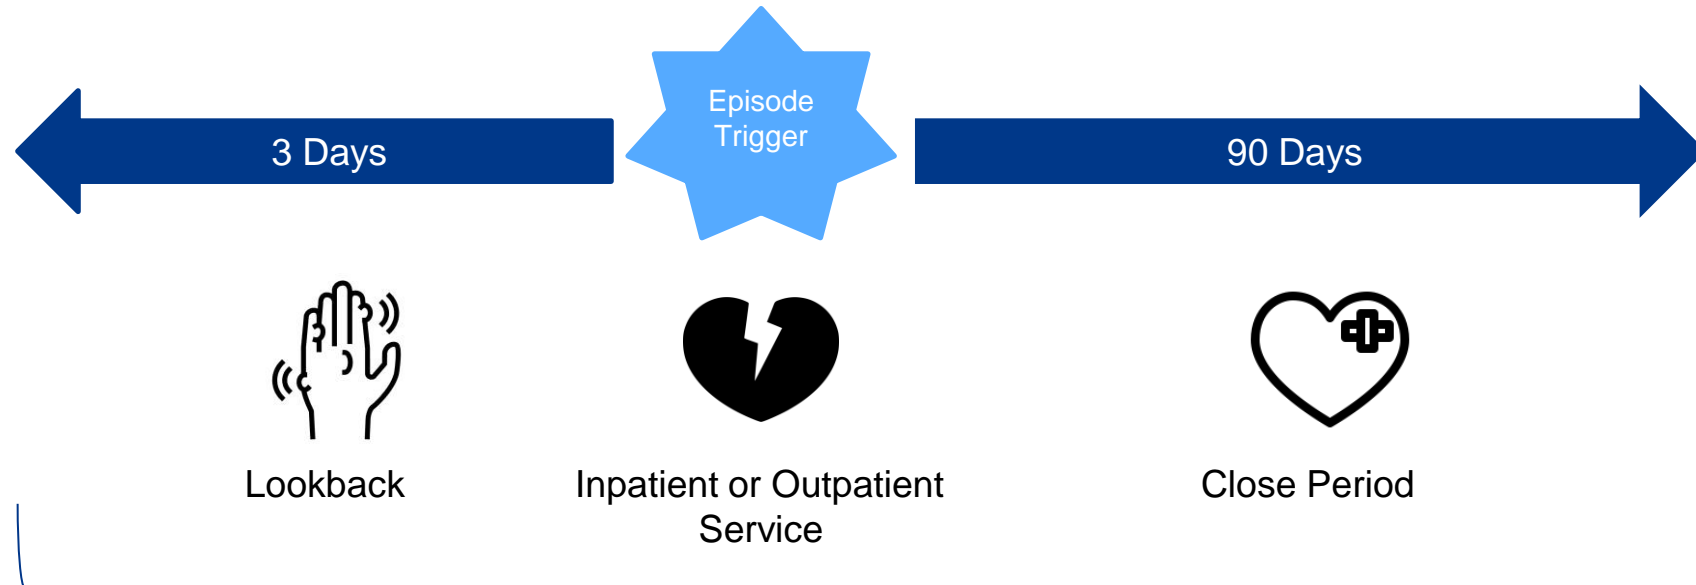 Episode
Trigger
3 Days
90 Days
Lookback
Inpatient or Outpatient
Service
Close Period